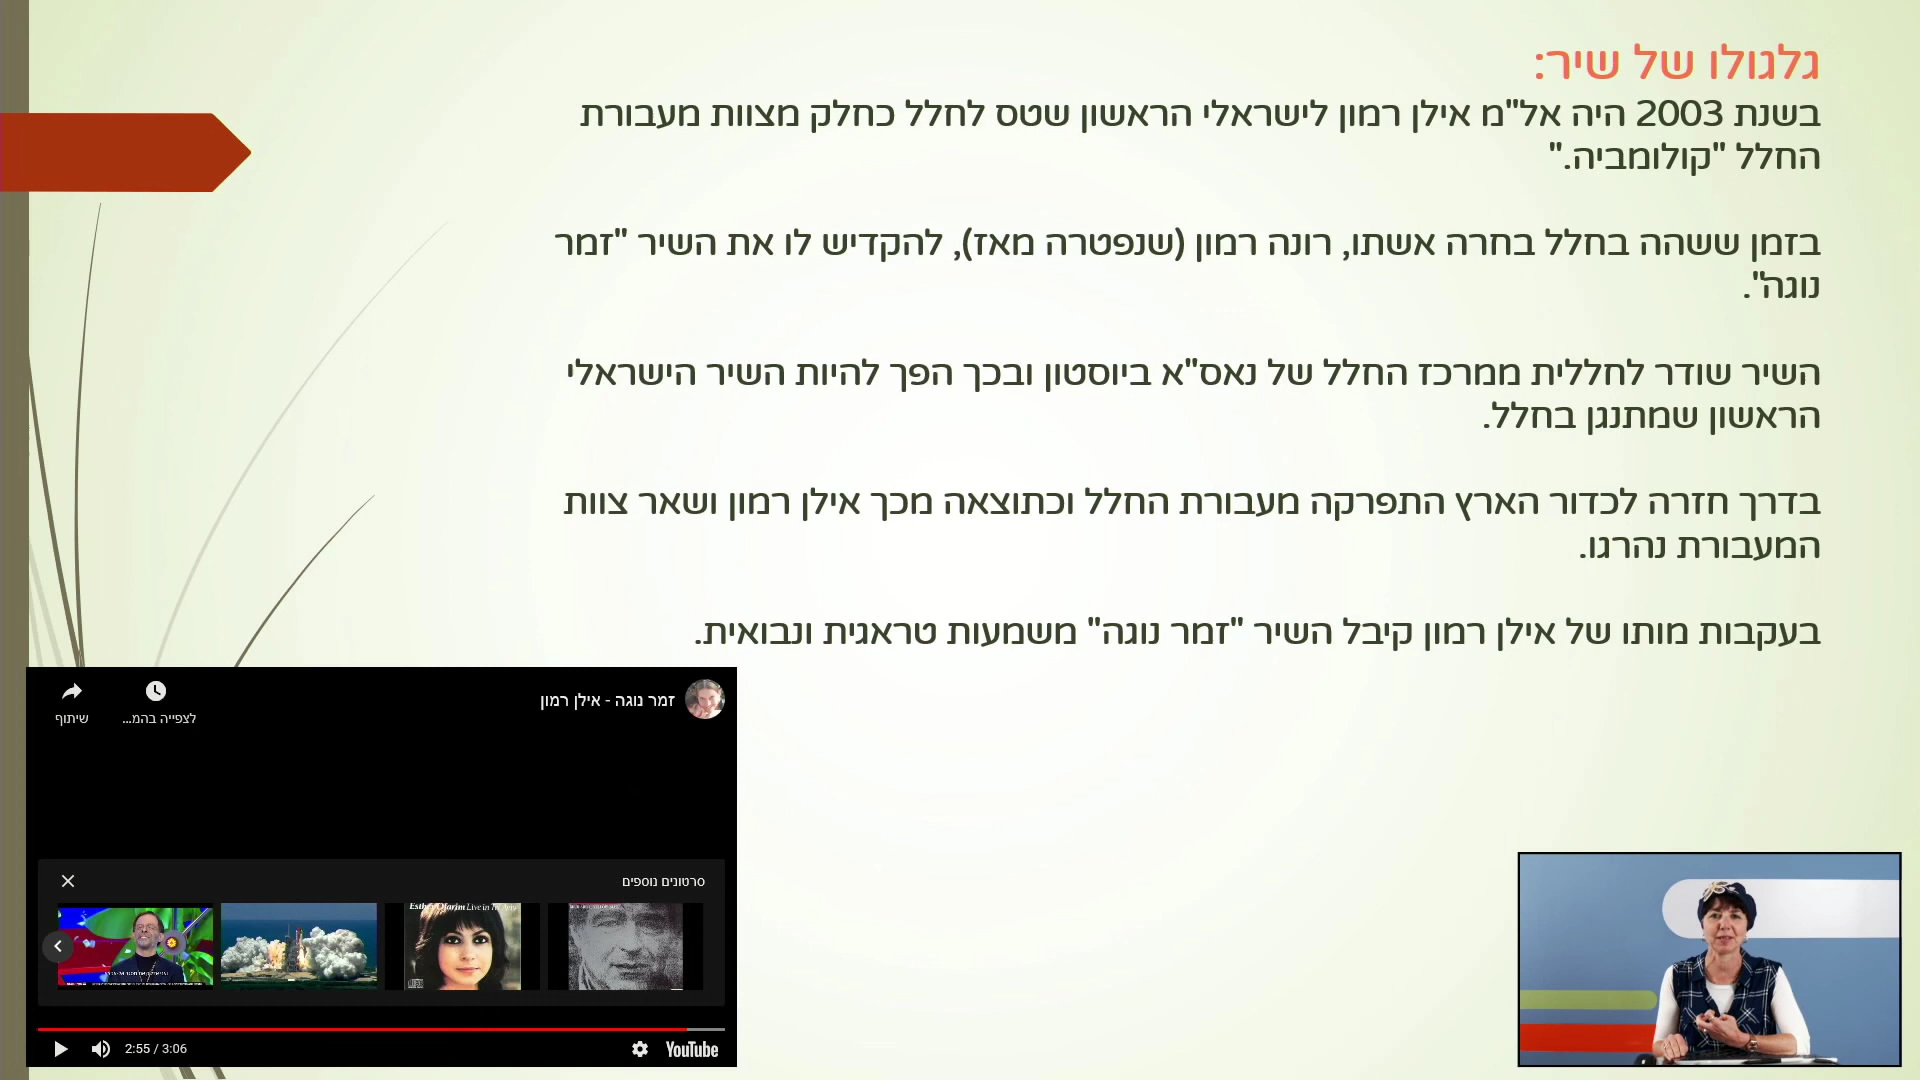 גלגולו של שיר:
בשנת 2003 היה אל"מ אילן רמון לישראלי הראשון שטס לחלל כחלק מצוות מעבורת
החלל "קולומביה."
בזמן ששהה בחלל בחרה אשתו, רונה רמון (שנפטרה מאז), להקדיש לו את השיר "זמר
נוגה".
השיר שודר לחללית ממרכז החלל של נאס"א ביוסטון ובכך הפך להיות השיר הישראלי
הראשון שמתנגן בחלל.
בדרך חזרה לכדור הארץ התפרקה מעבורת החלל וכתוצאה מכך אילן רמון ושאר צוות
המעבורת נהרגו.
בעקבות מותו של אילן רמון קיבל השיר "זמר נוגה" משמעות טראגית ונבואית.
זמר נוגה - אילן רמון
לצפייה בהמ...
שיתוף
סרטונים נוספים
Esther Ofarim Live in
2:55 / 3:06
YouTube